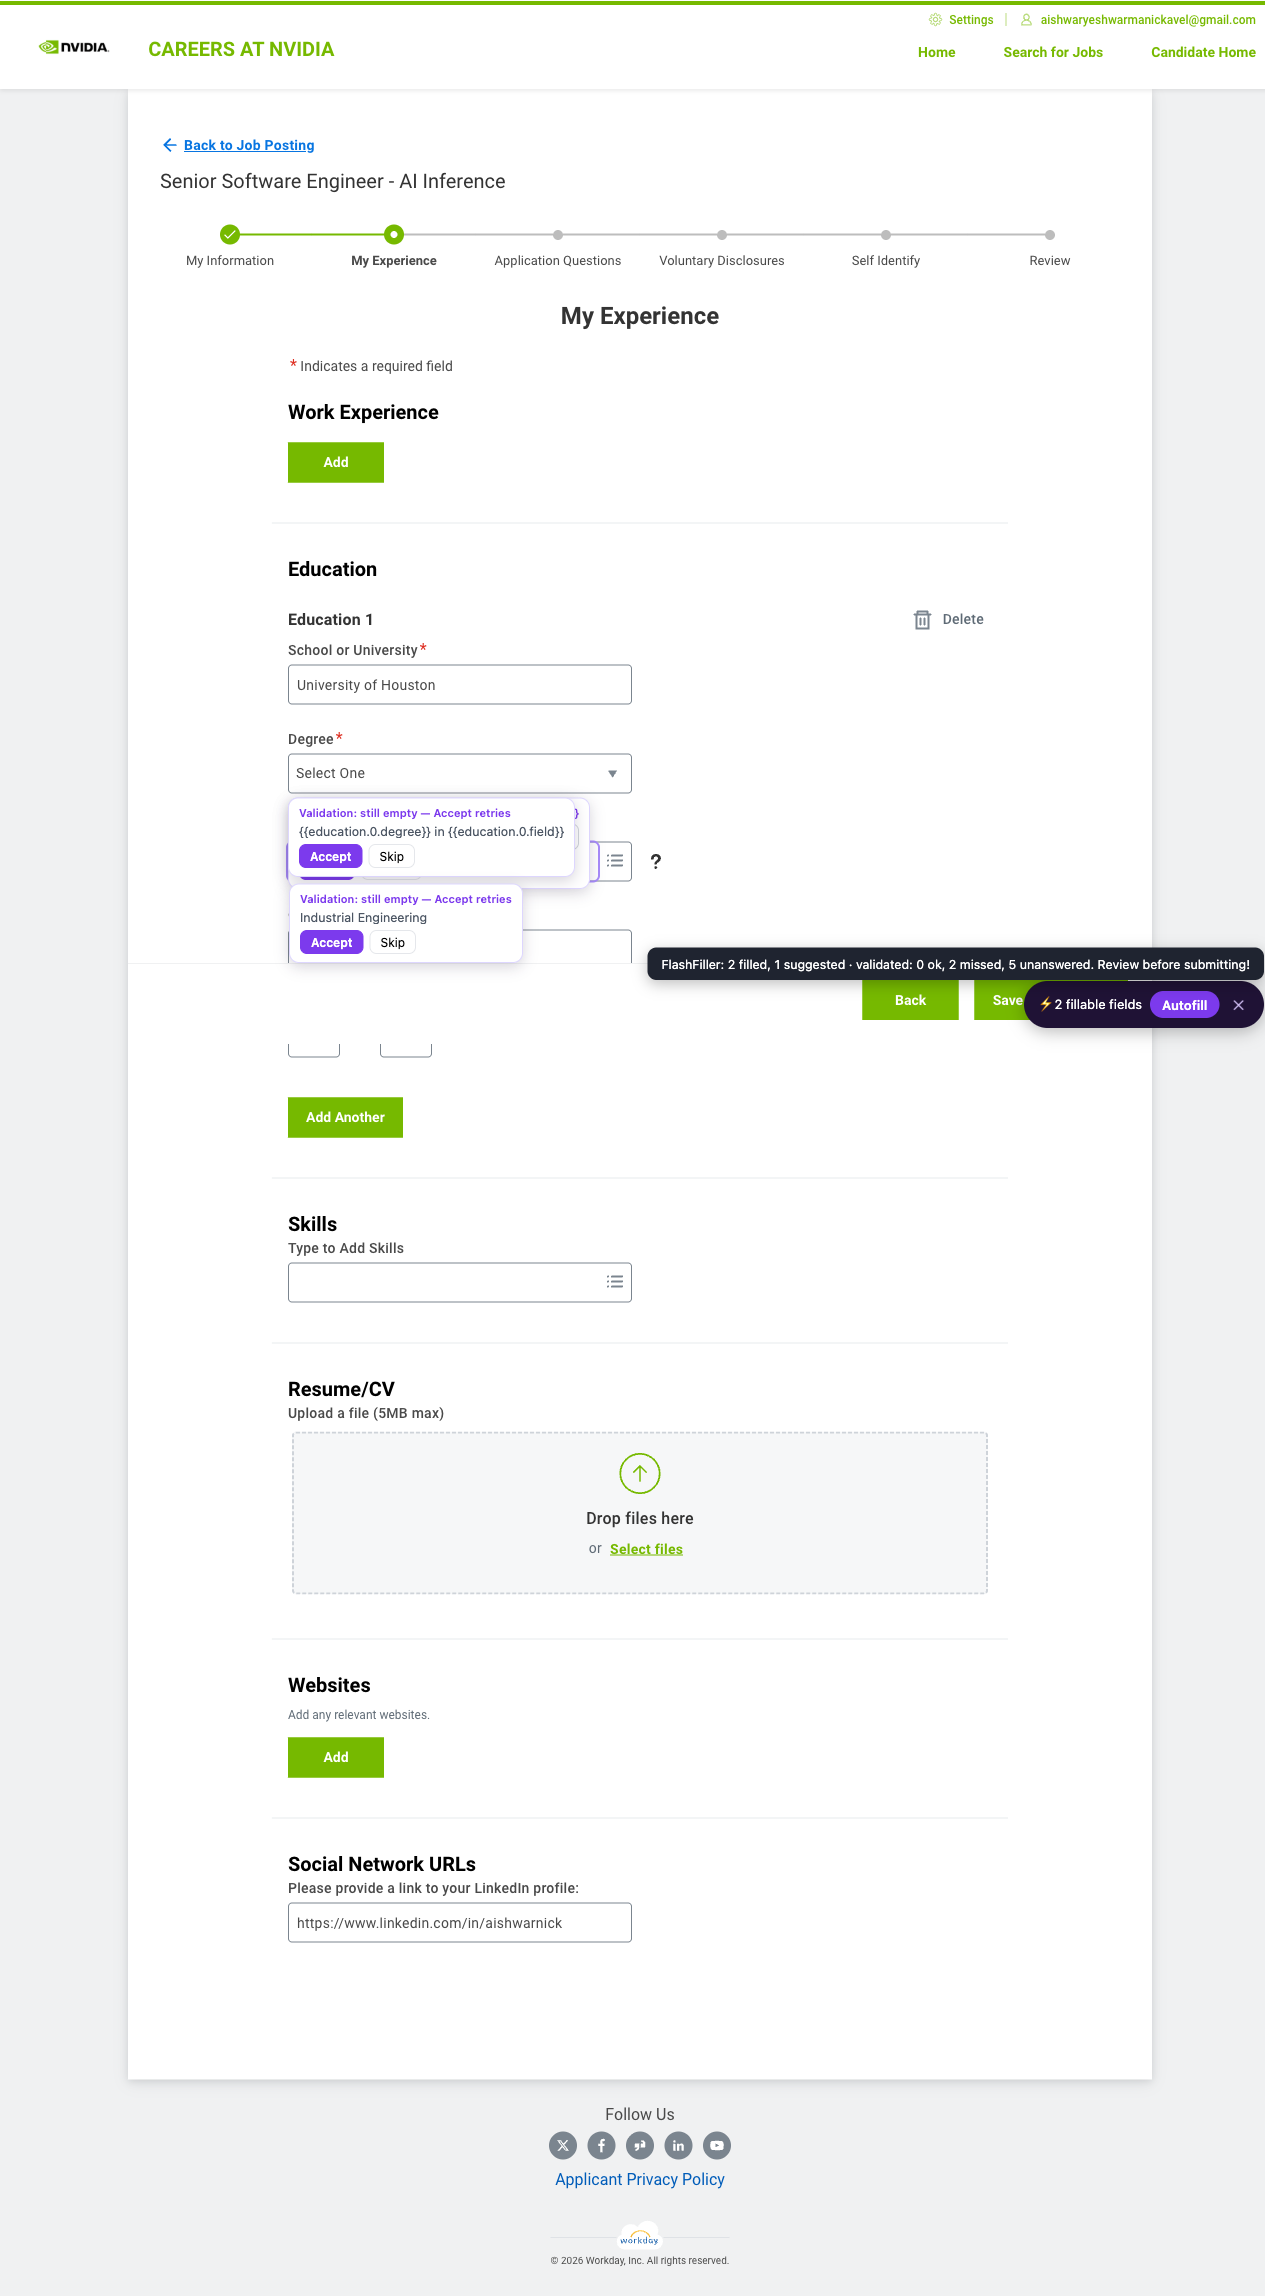 Settings
aishwaryeshwarmanickavel@gmail.com
NVIDIA
CAREERS AT NVIDIA
Home
Search for Jobs
Candidate Home
Back to Job Posting
Senior Software Engineer - AI Inference
My Information
My Experience
Application Questions
Voluntary Disclosures
Self Identify
Review
My Experience
* Indicates a required field
Work Experience
Add
Education
Education 1
Delete
School or University*
University of Houston
Degree*
Select One
Validation: still empty — Accept retries
}
{{education.0.degree}} in {{education.0.field}}
Accept
Skip
?
Validation: still empty — Accept retries
Industrial Engineering
Accept
Skip
FlashFiller: 2 filled, 1 suggested · validated: 0 ok, 2 missed, 5 unanswered. Review before submitting!
Back
Save
⚡2 fillable fields
Autofill
Add Another
Skills
Type to Add Skills
Resume/CV
Upload a file (5MB max)
Drop files here
or Select files
Websites
Add any relevant websites.
Add
Social Network URLs
Please provide a link to your LinkedIn profile:
https://www.linkedin.com/in/aishwarnick
Follow Us
Applicant Privacy Policy
workday.
© 2026 Workday, Inc. All rights reserved.